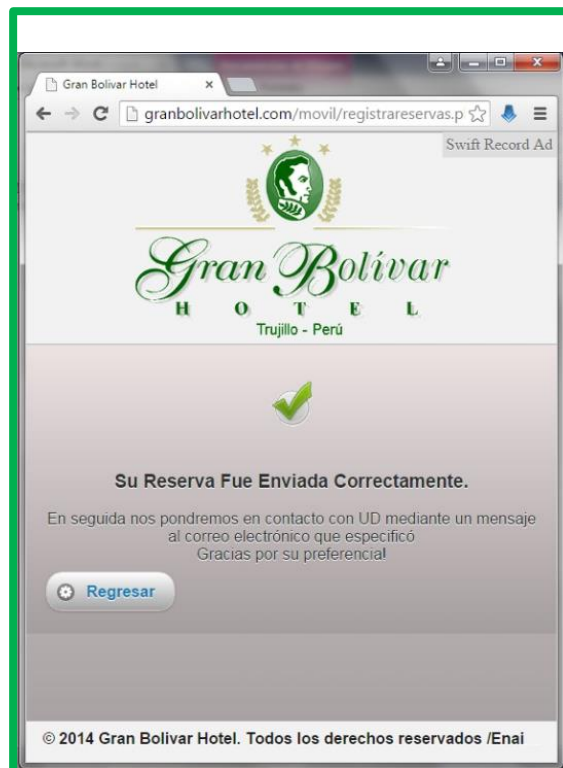 Gran Bolivar Hotel
granbolivarhotel.com/movil/registrareservas.p
Swift Record Ad
Gran Bolívar
HOTEL
Trujillo - Perú
Su Reserva Fue Enviada Correctamente.
En seguida nos pondremos en contacto con UD mediante un mensaje
al correo electrónico que especificó
Gracias por su preferencia!
Regresar
© 2014 Gran Bolivar Hotel. Todos los derechos reservados /Enai